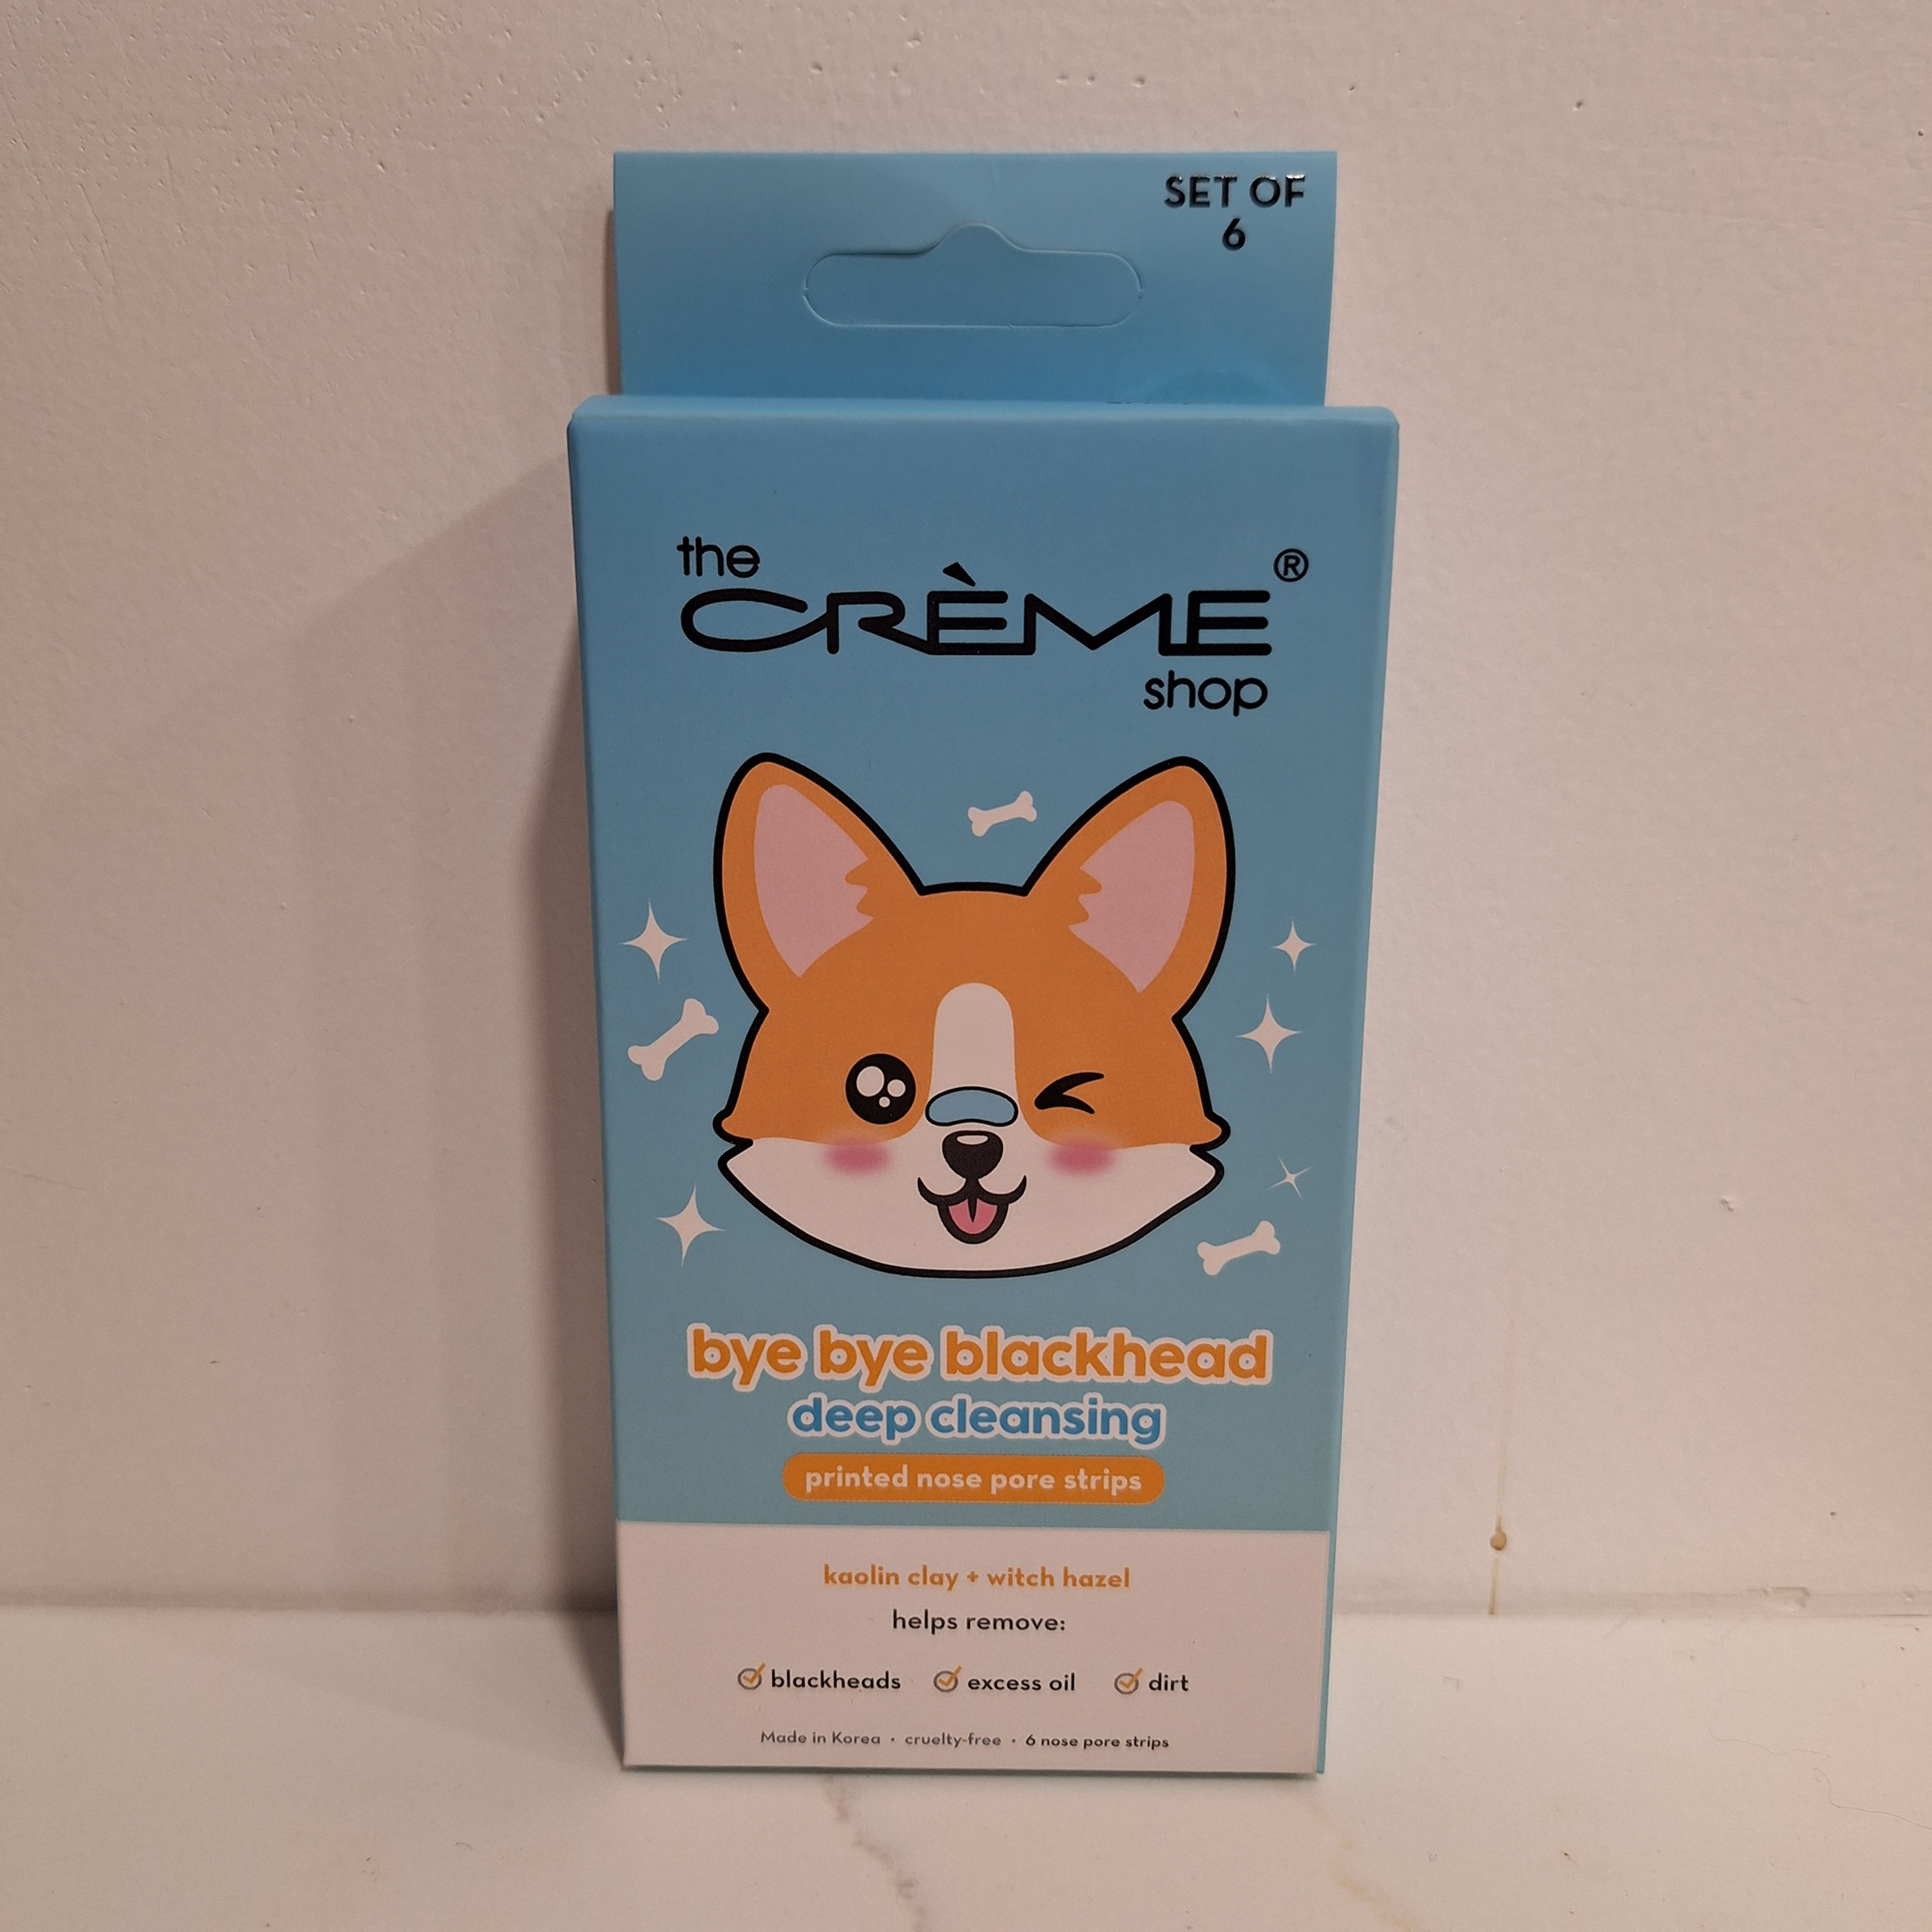 SET OF
6
the
CRÈME®
shop
bye bye blackhead
deep cleansing
printed nose pore strips
kaolin clay + witch hazel
helps remove:
blackheads excess oil dirt
Made in Korea • cruelty-free • 6 nose pore strips